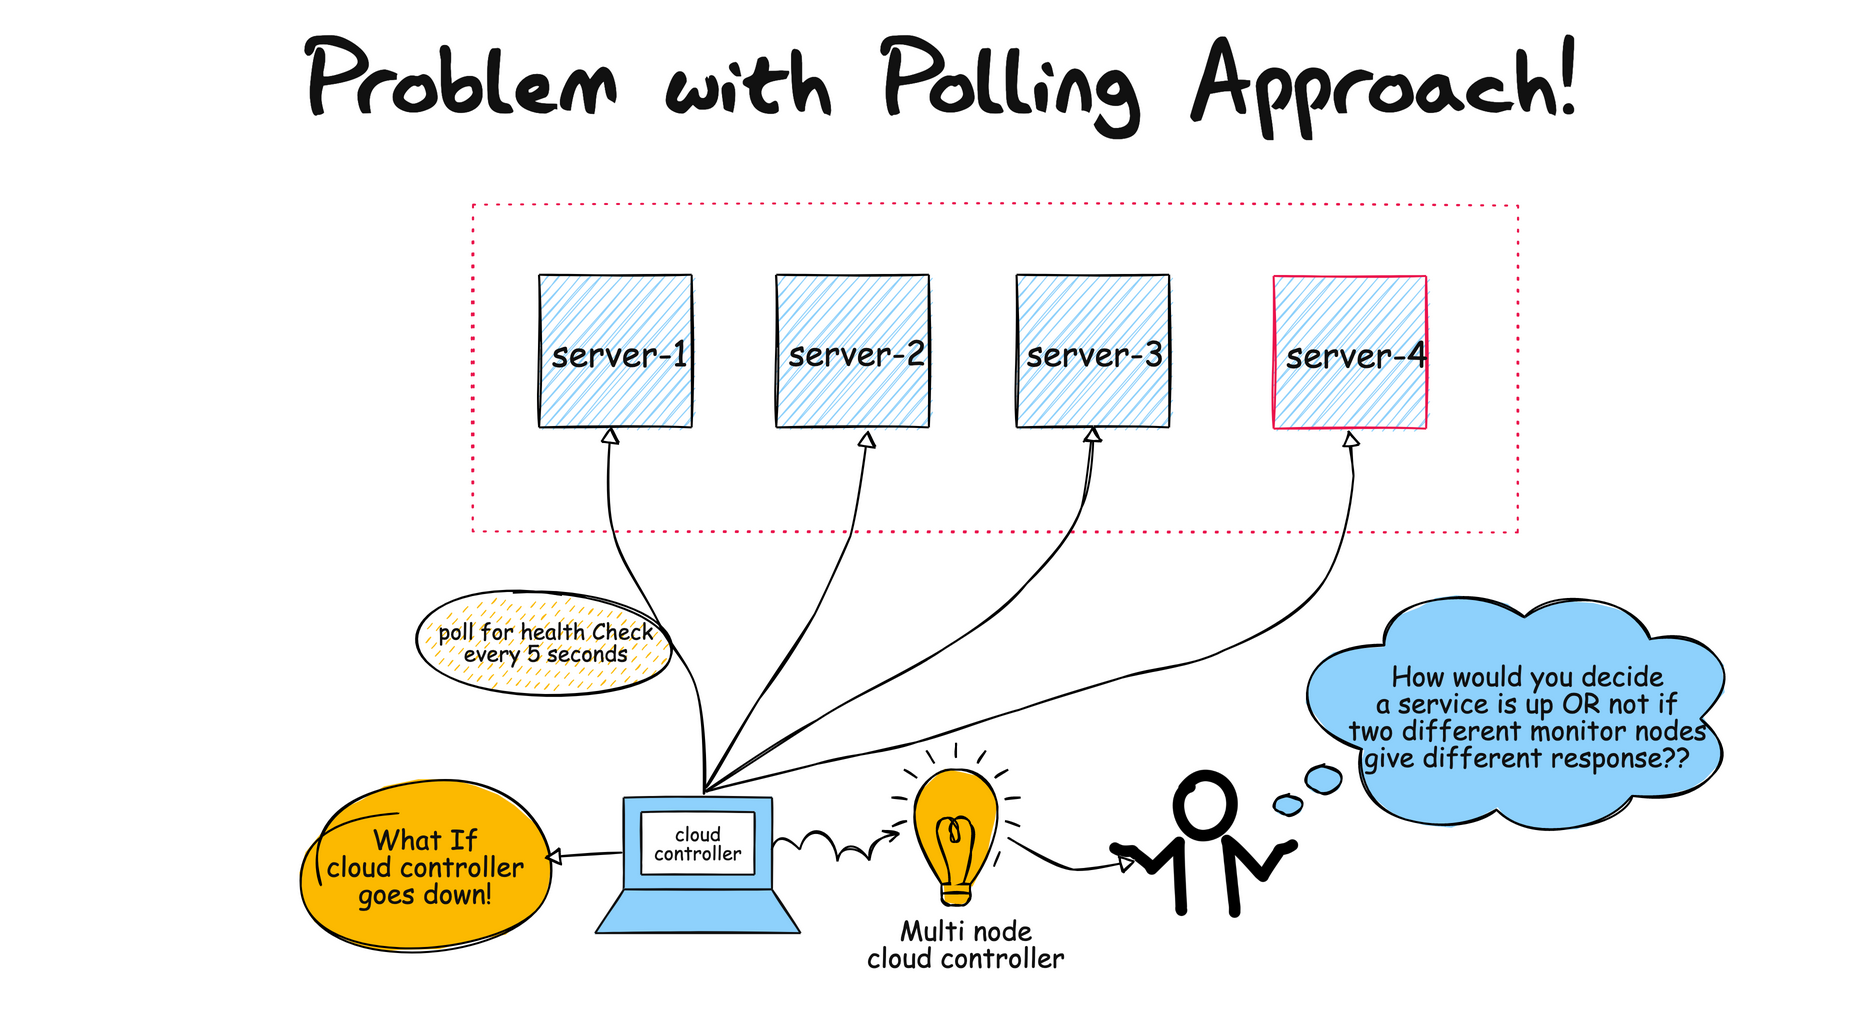 Problem with Polling Approach!
server-1
server-2
server-3
server-4
poll for health Check
every 5 seconds
How would you decide
a service is up OR not if
two different monitor nodes
give different response??
What If
cloud controller
goes down!
cloud
controller
Multi node
cloud controller